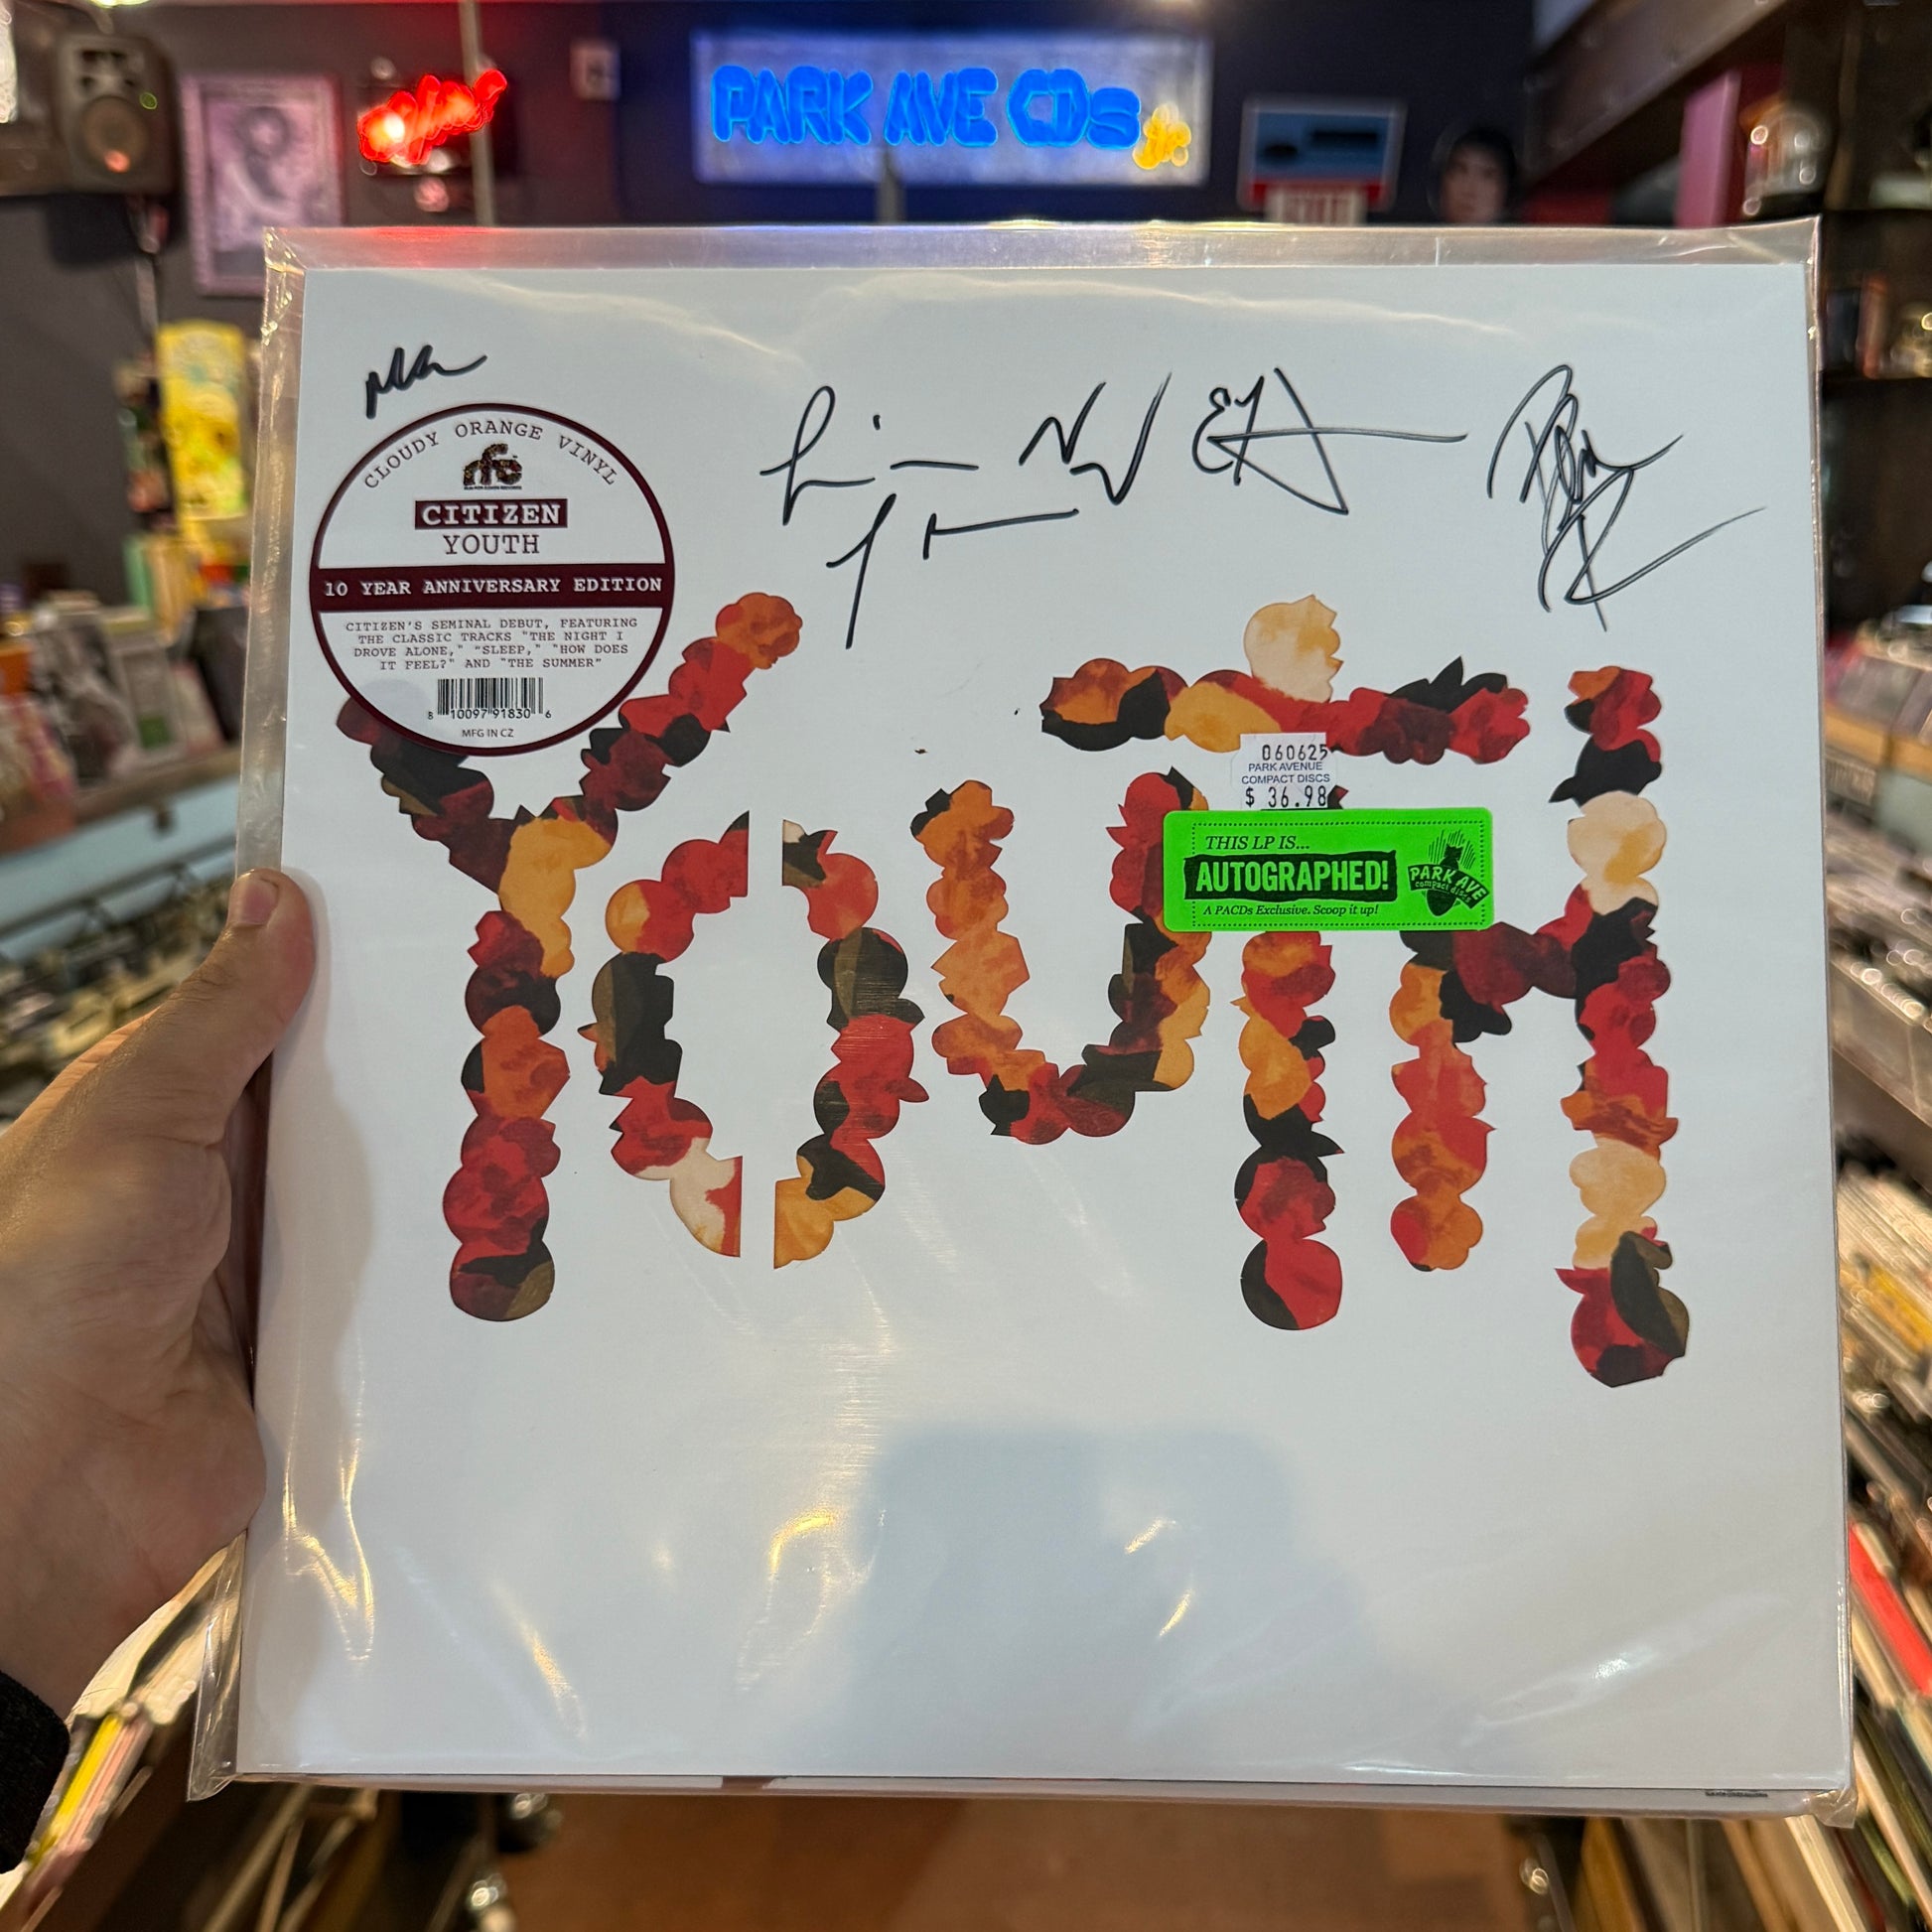 PARK AVE CDs
jr
CLOUDY ORANGE VINYL
rfc
CITIZEN
YOUTH
10 YEAR ANNIVERSARY EDITION
CITIZEN'S SEMINAL DEBUT, FEATURING
THE CLASSIC TRACKS "THE NIGHT I
DROVE ALONE," "SLEEP," "HOW DOES
IT FEEL?" AND "THE SUMMER"
8 10097 91830 6
MFG IN CZ
YOUTH
060625
PARK AVENUE
COMPACT DISCS
$ 36.98
THIS LP IS...
AUTOGRAPHED!
A PACDs Exclusive. Scoop it up!
PARK AVE
compact discs